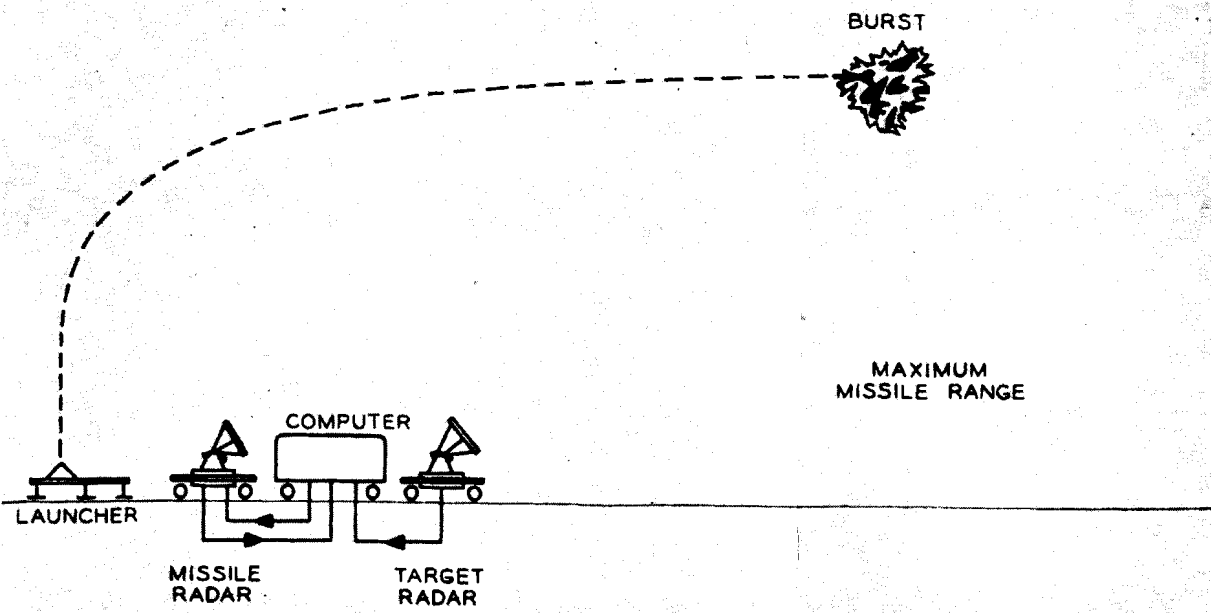 BURST
MAXIMUM
MISSILE RANGE
COMPUTER
LAUNCHER
MISSILE
RADAR
TARGET
RADAR